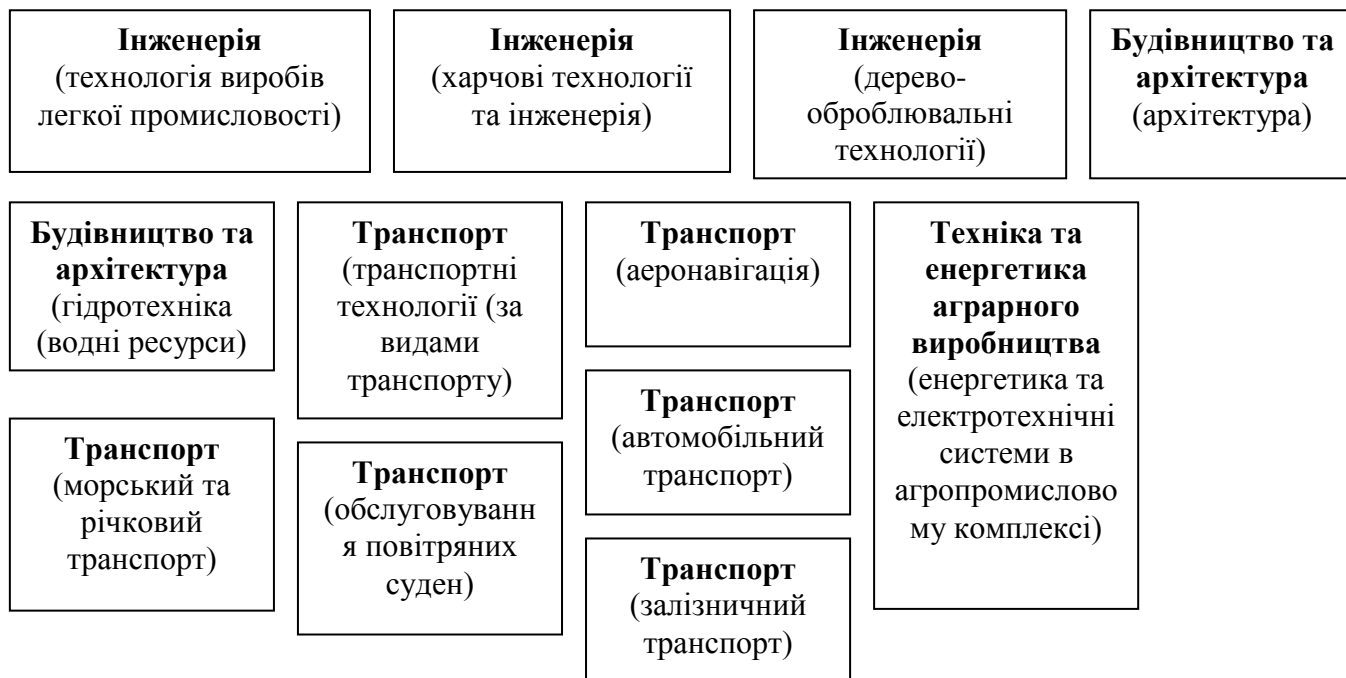 Інженерія
(технологія виробів
легкої промисловості)
Інженерія
(харчові технології
та інженерія)
Інженерія
(дерево-
оброблювальні
технології)
Будівництво та
архітектура
(архітектура)
Будівництво та
архітектура
(гідротехніка
(водні ресурси)
Транспорт
(транспортні
технології (за
видами
транспорту)
Транспорт
(аеронавігація)
Техніка та
енергетика
аграрного
виробництва
(енергетика та
електротехнічні
системи в
агропромислово
му комплексі)
Транспорт
(морський та
річковий
транспорт)
Транспорт
(обслуговуванн
я повітряних
суден)
Транспорт
(автомобільний
транспорт)
Транспорт
(залізничний
транспорт)